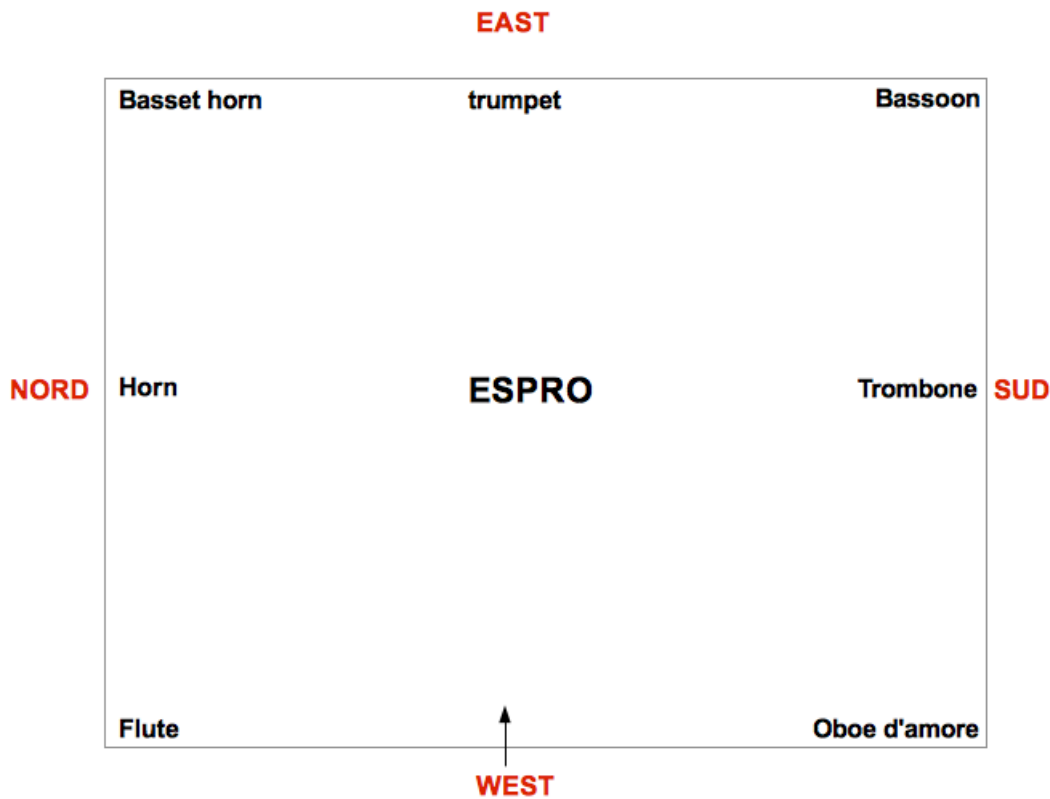 EAST
Basset horn trumpet Bassoon
NORD Horn ESPRO Trombone SUD
Flute Oboe d'amore
WEST